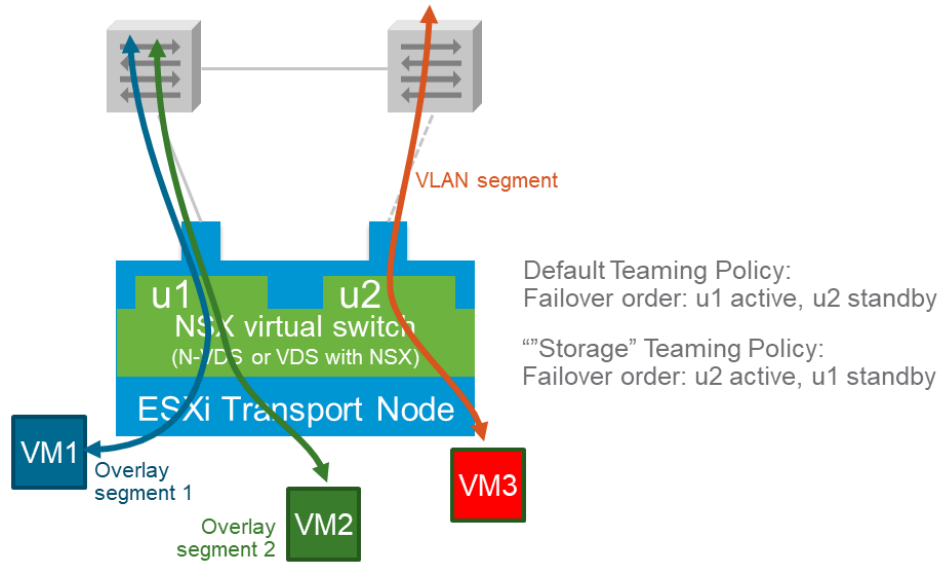 VLAN segment
u1
u2
NSX virtual switch
(N-VDS or VDS with NSX)
ESXi Transport Node
Default Teaming Policy:
Failover order: u1 active, u2 standby
“”Storage” Teaming Policy:
Failover order: u2 active, u1 standby
VM1
Overlay
segment 1
VM2
Overlay
segment 2
VM3